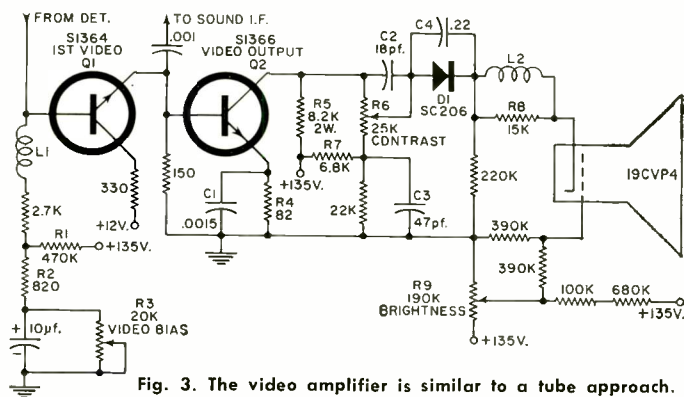 FROM DET.
TO SOUND I.F.
.001
S1364
1ST VIDEO
Q1
S1366
VIDEO OUTPUT
Q2
C4
.22
C2
18pf.
D1
SC206
L2
R5
8.2K
2W.
R6
25K
CONTRAST
R8
15K
L1
330
+12V.
150
C1
.0015
R4
82
R7
6.8K
+135V.
22K
C3
47pf.
220K
19CVP4
2.7K
R1
470K
+135V.
R2
820
390K
390K
R9
190K
BRIGHTNESS
+135V.
100K
680K
+135V.
+
10µf.
-
R3
20K
VIDEO BIAS
Fig. 3. The video amplifier is similar to a tube approach.